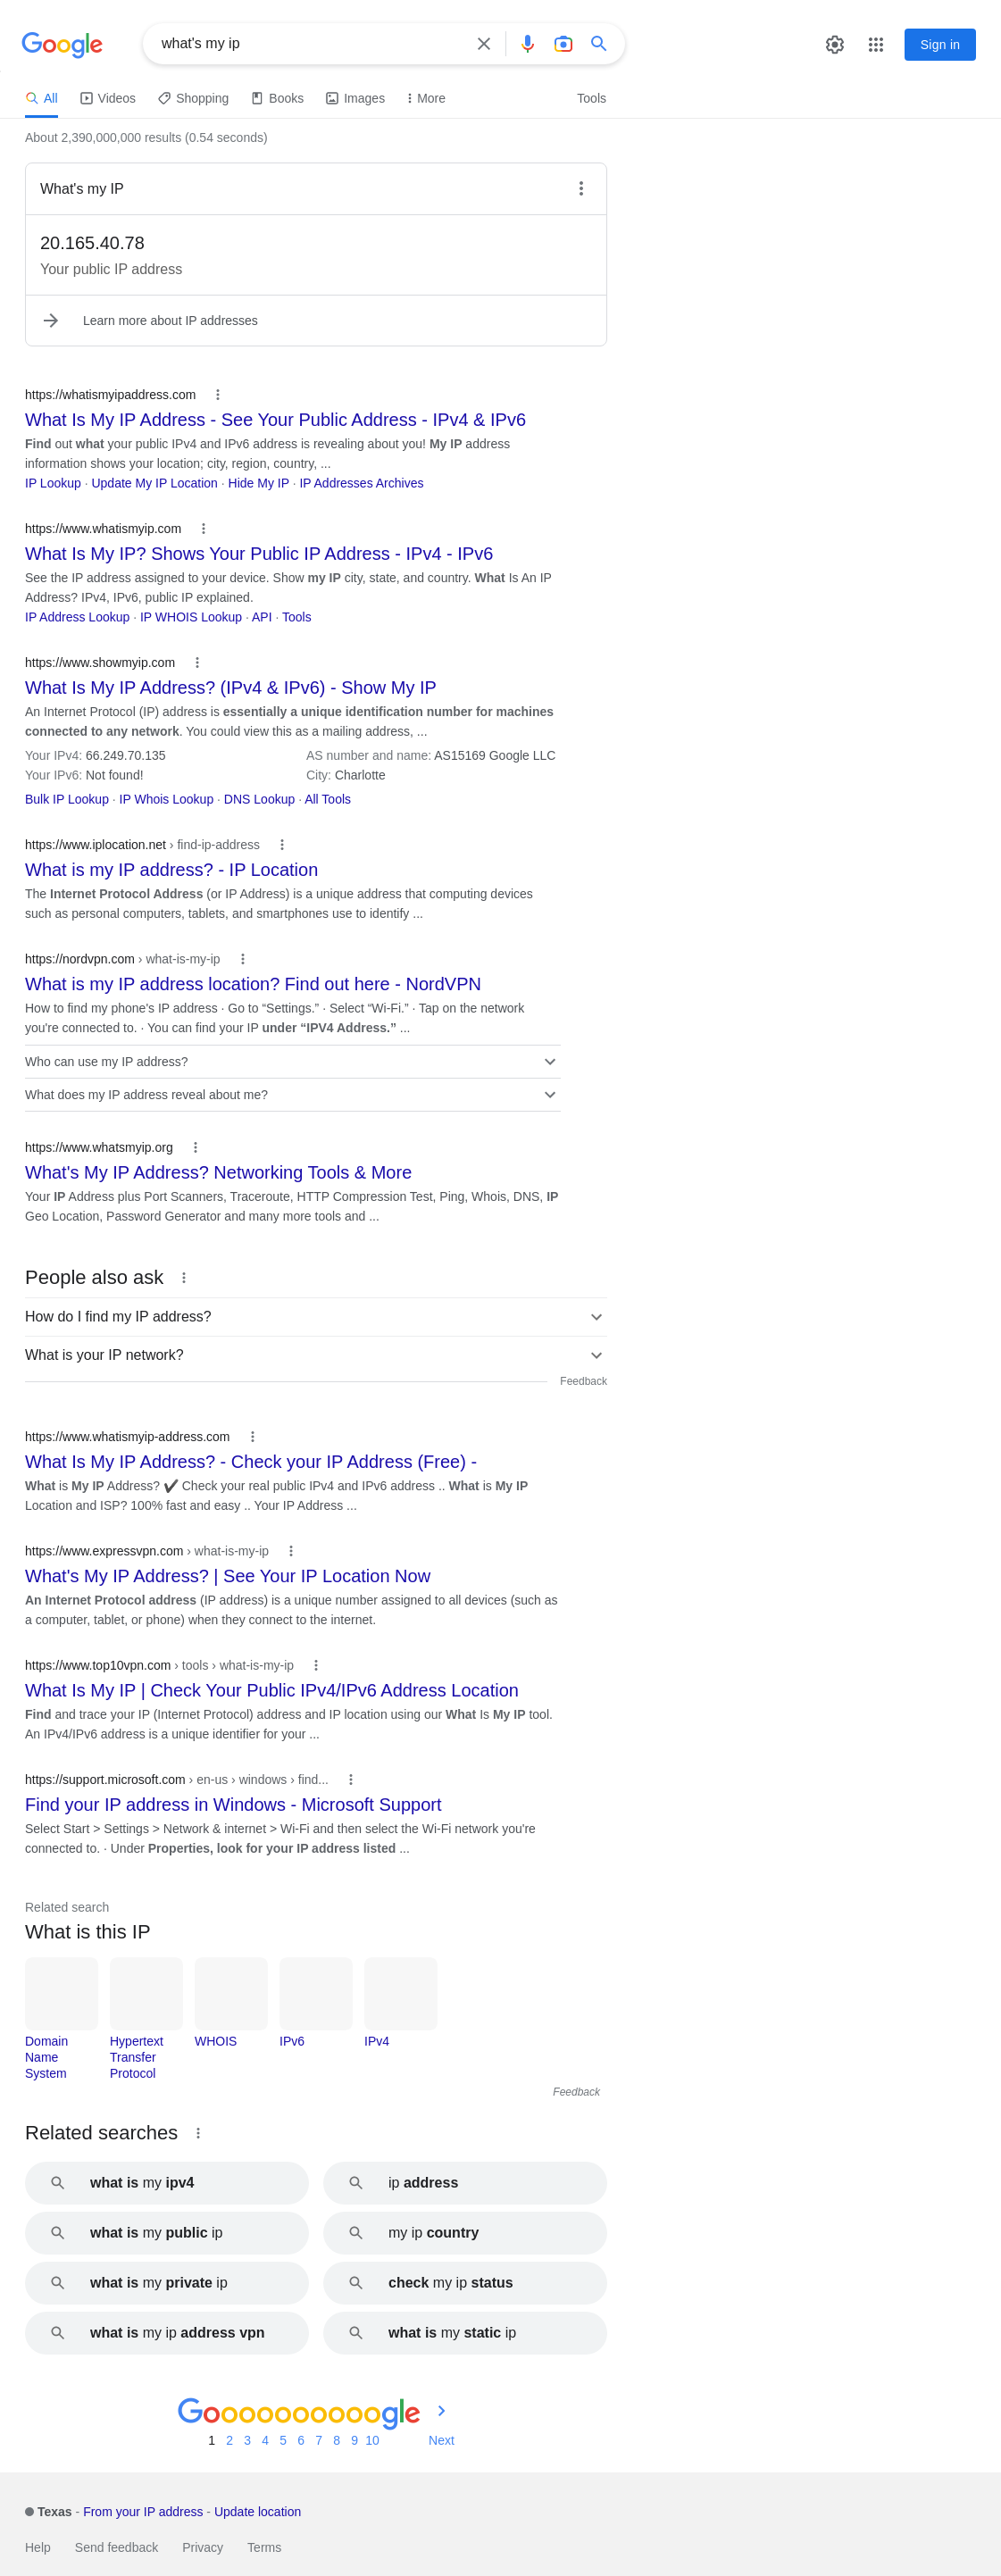 Google
what's my ip
Sign in
All
Videos
Shopping
Books
Images
More
Tools
About 2,390,000,000 results (0.54 seconds)
What's my IP
20.165.40.78
Your public IP address
Learn more about IP addresses
https://whatismyipaddress.com
What Is My IP Address - See Your Public Address - IPv4 & IPv6
Find out what your public IPv4 and IPv6 address is revealing about you! My IP address
information shows your location; city, region, country, ...
IP Lookup · Update My IP Location · Hide My IP · IP Addresses Archives
https://www.whatismyip.com
What Is My IP? Shows Your Public IP Address - IPv4 - IPv6
See the IP address assigned to your device. Show my IP city, state, and country. What Is An IP
Address? IPv4, IPv6, public IP explained.
IP Address Lookup · IP WHOIS Lookup · API · Tools
https://www.showmyip.com
What Is My IP Address? (IPv4 & IPv6) - Show My IP
An Internet Protocol (IP) address is essentially a unique identification number for machines
connected to any network. You could view this as a mailing address, ...
Your IPv4: 66.249.70.135
AS number and name: AS15169 Google LLC
Your IPv6: Not found!
City: Charlotte
Bulk IP Lookup · IP Whois Lookup · DNS Lookup · All Tools
https://www.iplocation.net › find-ip-address
What is my IP address? - IP Location
The Internet Protocol Address (or IP Address) is a unique address that computing devices
such as personal computers, tablets, and smartphones use to identify ...
https://nordvpn.com › what-is-my-ip
What is my IP address location? Find out here - NordVPN
How to find my phone's IP address · Go to “Settings.” · Select “Wi-Fi.” · Tap on the network
you're connected to. · You can find your IP under “IPV4 Address.” ...
Who can use my IP address?
What does my IP address reveal about me?
https://www.whatsmyip.org
What's My IP Address? Networking Tools & More
Your IP Address plus Port Scanners, Traceroute, HTTP Compression Test, Ping, Whois, DNS, IP
Geo Location, Password Generator and many more tools and ...
People also ask
How do I find my IP address?
What is your IP network?
Feedback
https://www.whatismyip-address.com
What Is My IP Address? - Check your IP Address (Free) -
What is My IP Address? ✔️ Check your real public IPv4 and IPv6 address .. What is My IP
Location and ISP? 100% fast and easy .. Your IP Address ...
https://www.expressvpn.com › what-is-my-ip
What's My IP Address? | See Your IP Location Now
An Internet Protocol address (IP address) is a unique number assigned to all devices (such as
a computer, tablet, or phone) when they connect to the internet.
https://www.top10vpn.com › tools › what-is-my-ip
What Is My IP | Check Your Public IPv4/IPv6 Address Location
Find and trace your IP (Internet Protocol) address and IP location using our What Is My IP tool.
An IPv4/IPv6 address is a unique identifier for your ...
https://support.microsoft.com › en-us › windows › find...
Find your IP address in Windows - Microsoft Support
Select Start > Settings > Network & internet > Wi-Fi and then select the Wi-Fi network you're
connected to. · Under Properties, look for your IP address listed ...
Related search
What is this IP
Domain
Name
System
Hypertext
Transfer
Protocol
WHOIS
IPv6
IPv4
Feedback
Related searches
what is my ipv4
ip address
what is my public ip
my ip country
what is my private ip
check my ip status
what is my ip address vpn
what is my static ip
Goooooooooogle
1 2 3 4 5 6 7 8 9 10 Next
Texas - From your IP address - Update location
Help Send feedback Privacy Terms